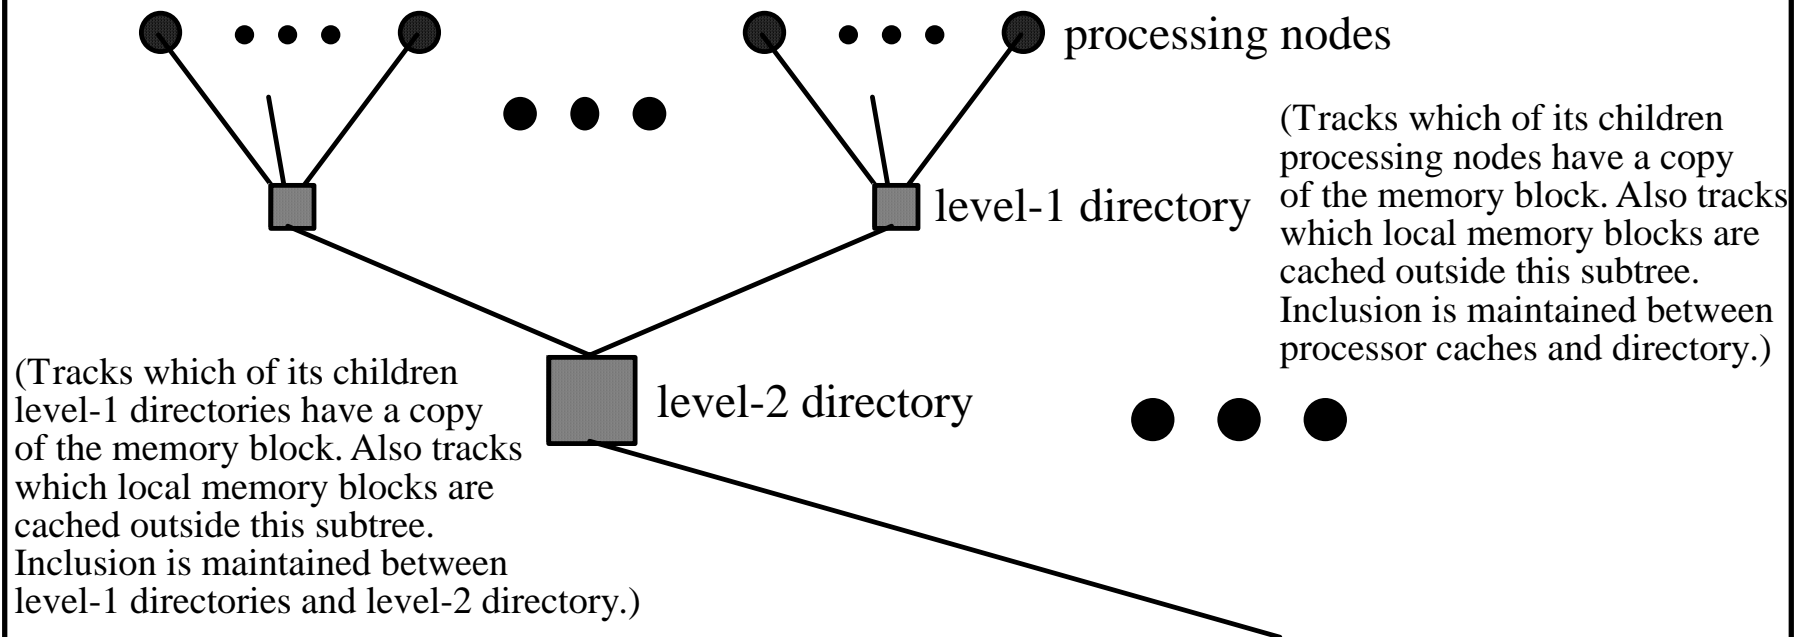 processing nodes
(Tracks which of its children
processing nodes have a copy
of the memory block. Also tracks
which local memory blocks are
cached outside this subtree.
Inclusion is maintained between
processor caches and directory.)
level-1 directory
level-2 directory
(Tracks which of its children
level-1 directories have a copy
of the memory block. Also tracks
which local memory blocks are
cached outside this subtree.
Inclusion is maintained between
level-1 directories and level-2 directory.)